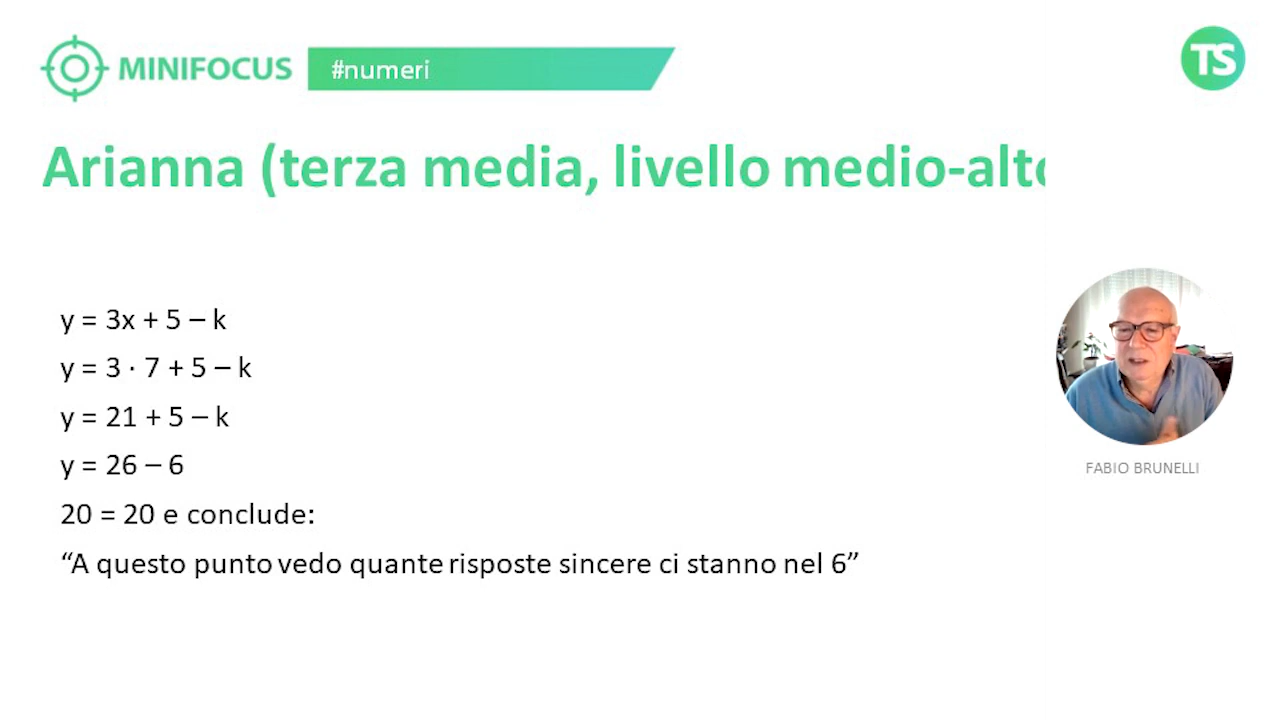 MINIFOCUS
#numeri
TS
Arianna (terza media, livello medio-alto
y = 3x + 5 – k
y = 3 · 7 + 5 – k
y = 21 + 5 – k
y = 26 – 6
20 = 20 e conclude:
“A questo punto vedo quante risposte sincere ci stanno nel 6”
FABIO BRUNELLI